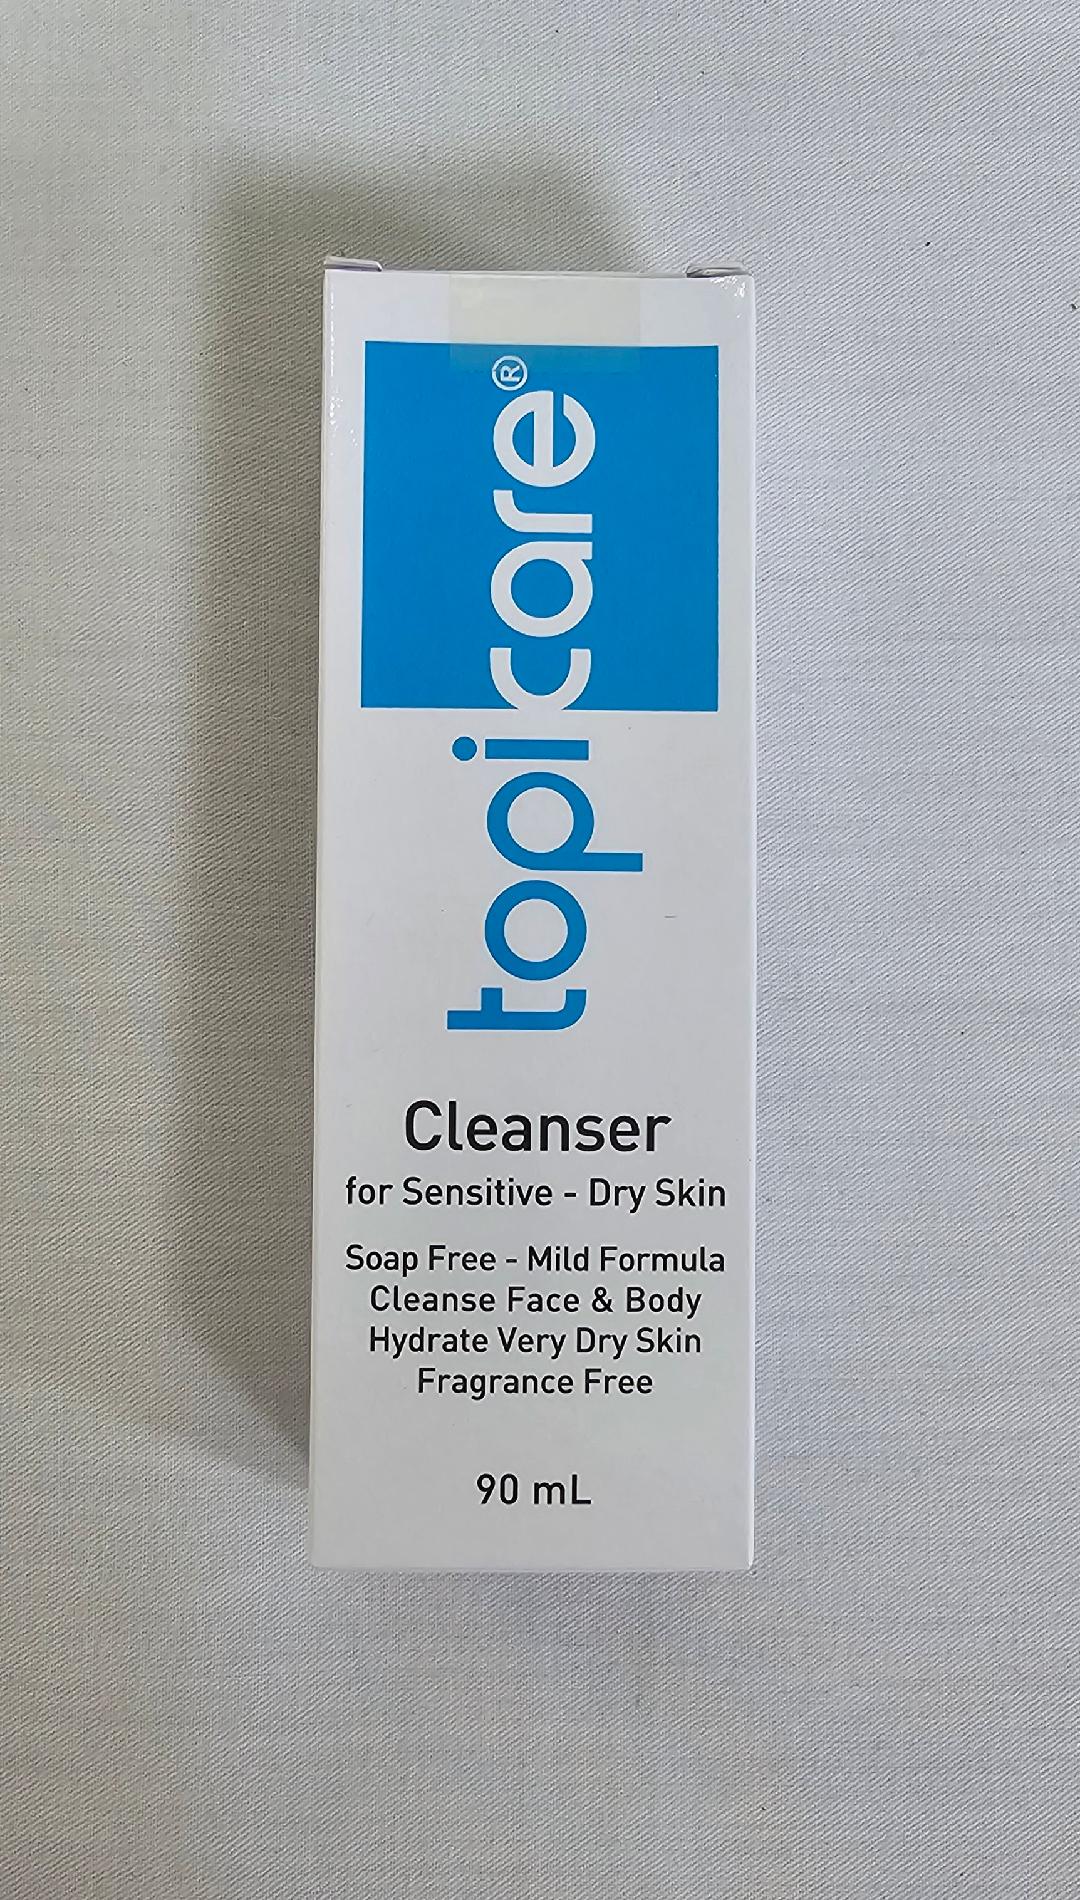 topicare®
Cleanser
for Sensitive - Dry Skin
Soap Free - Mild Formula
Cleanse Face & Body
Hydrate Very Dry Skin
Fragrance Free
90 mL